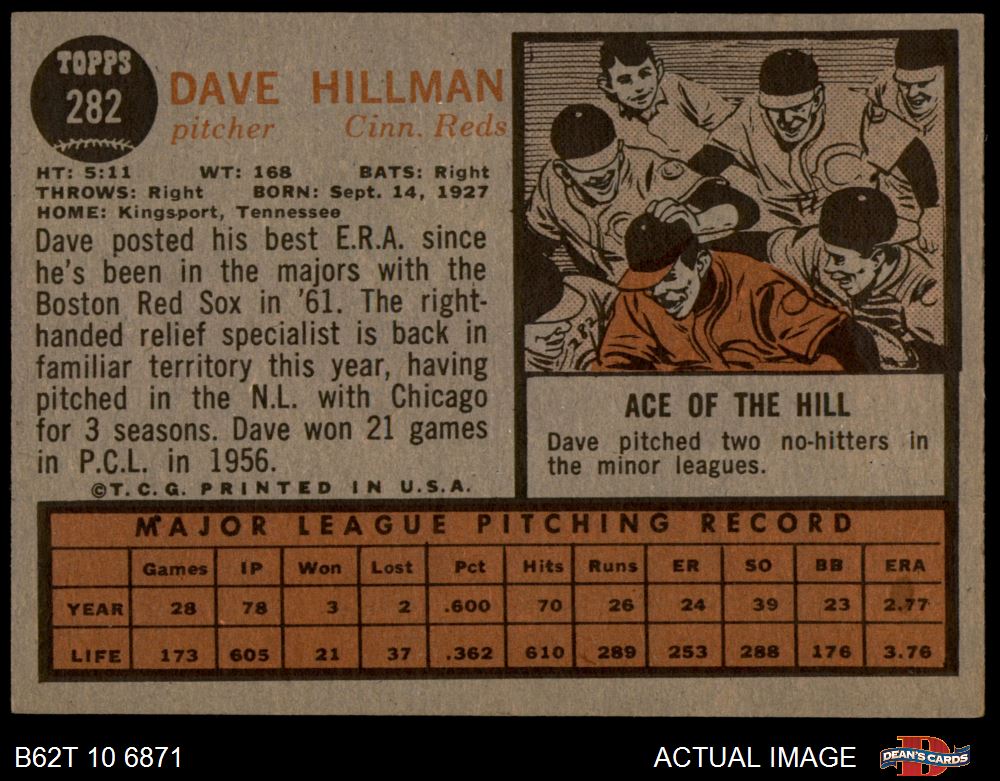 TOPPS
282
DAVE HILLMAN
pitcher Cinn. Reds
HT: 5:11 WT: 168 BATS: Right
THROWS: Right BORN: Sept. 14, 1927
HOME: Kingsport, Tennessee
Dave posted his best E.R.A. since
he's been in the majors with the
Boston Red Sox in '61. The right-
handed relief specialist is back in
familiar territory this year, having
pitched in the N.L. with Chicago
for 3 seasons. Dave won 21 games
in P.C.L. in 1956.
©T.C.G. PRINTED IN U.S.A.
ACE OF THE HILL
Dave pitched two no-hitters in
the minor leagues.
MAJOR LEAGUE PITCHING RECORD
Games IP Won Lost Pct Hits Runs ER SO BB ERA
YEAR 28 78 3 2 .600 70 26 24 39 23 2.77
LIFE 173 605 21 37 .362 610 289 253 288 176 3.76
B62T 10 6871
ACTUAL IMAGE
DEAN'S CARDS